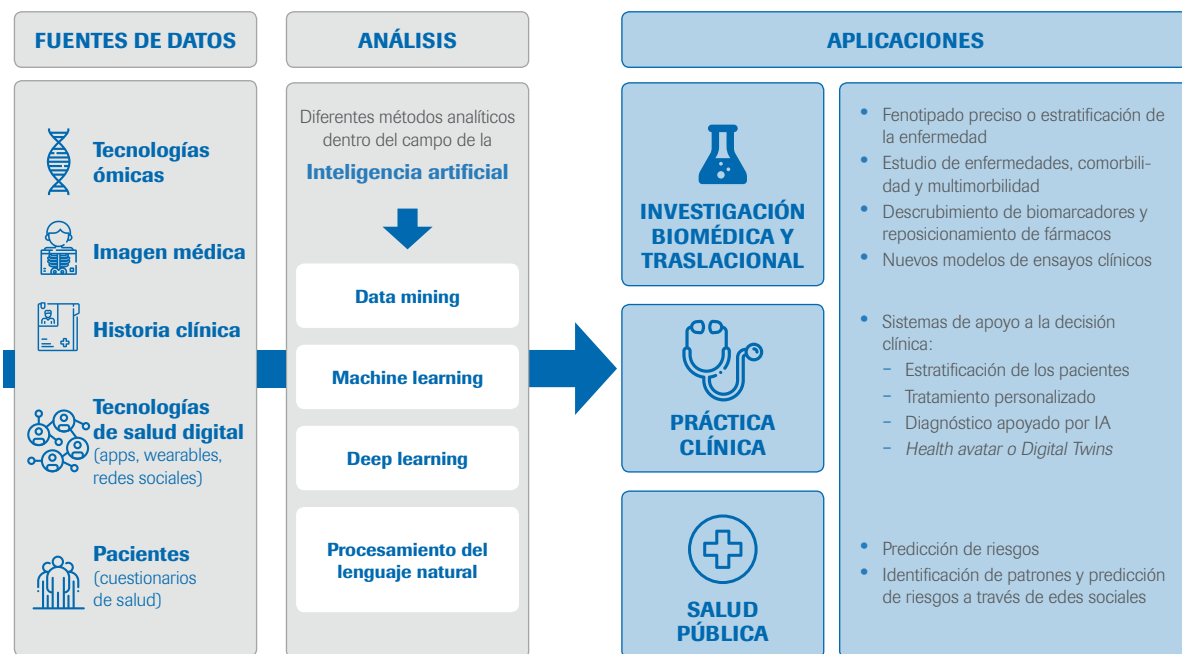 FUENTES DE DATOS
Tecnologías
ómicas
Imagen médica
Historia clínica
Tecnologías
de salud digital
(apps, wearables,
redes sociales)
Pacientes
(cuestionarios
de salud)
ANÁLISIS
Diferentes métodos analíticos
dentro del campo de la
Inteligencia artificial
Data mining
Machine learning
Deep learning
Procesamiento del
lenguaje natural
APLICACIONES
INVESTIGACIÓN
BIOMÉDICA Y
TRASLACIONAL
• Fenotipado preciso o estratificación de
la enfermedad
• Estudio de enfermedades, comorbili-
dad y multimorbilidad
• Descrubimiento de biomarcadores y
reposicionamiento de fármacos
• Nuevos modelos de ensayos clínicos
PRÁCTICA
CLÍNICA
• Sistemas de apoyo a la decisión
clínica:
– Estratificación de los pacientes
– Tratamiento personalizado
– Diagnóstico apoyado por IA
– Health avatar o Digital Twins
SALUD
PÚBLICA
• Predicción de riesgos
• Identificación de patrones y predicción
de riesgos a través de edes sociales